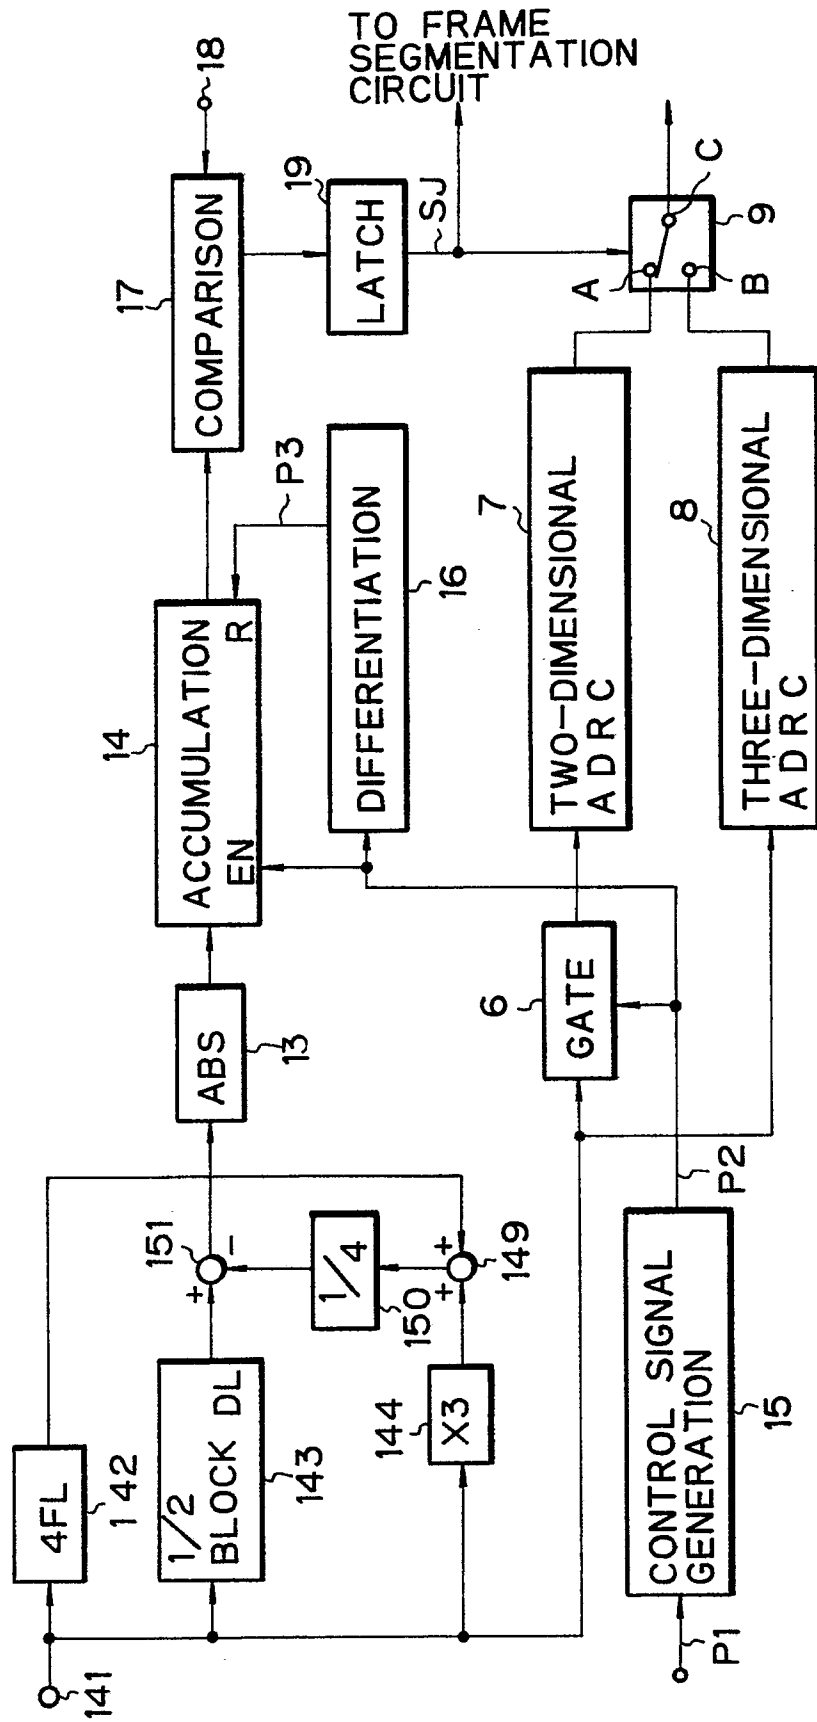 TO FRAME
SEGMENTATION
CIRCUIT
141
4FL
142
1/2
BLOCK DL
143
X3
144
149
1/4
150
151
+
-
+
+
ABS
13
ACCUMULATION
EN
R
14
COMPARISON
17
18
LATCH
19
SJ
P3
DIFFERENTIATION
16
GATE
6
TWO-DIMENSIONAL
ADRC
7
THREE-DIMENSIONAL
ADRC
8
A
B
C
9
P1
CONTROL SIGNAL
GENERATION
15
P2